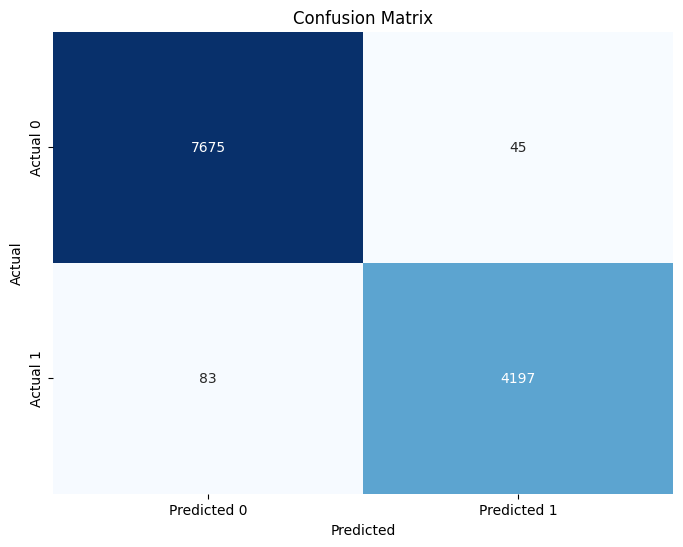 Confusion Matrix
Actual 0
7675
45
Actual
Actual 1
83
4197
Predicted 0
Predicted 1
Predicted